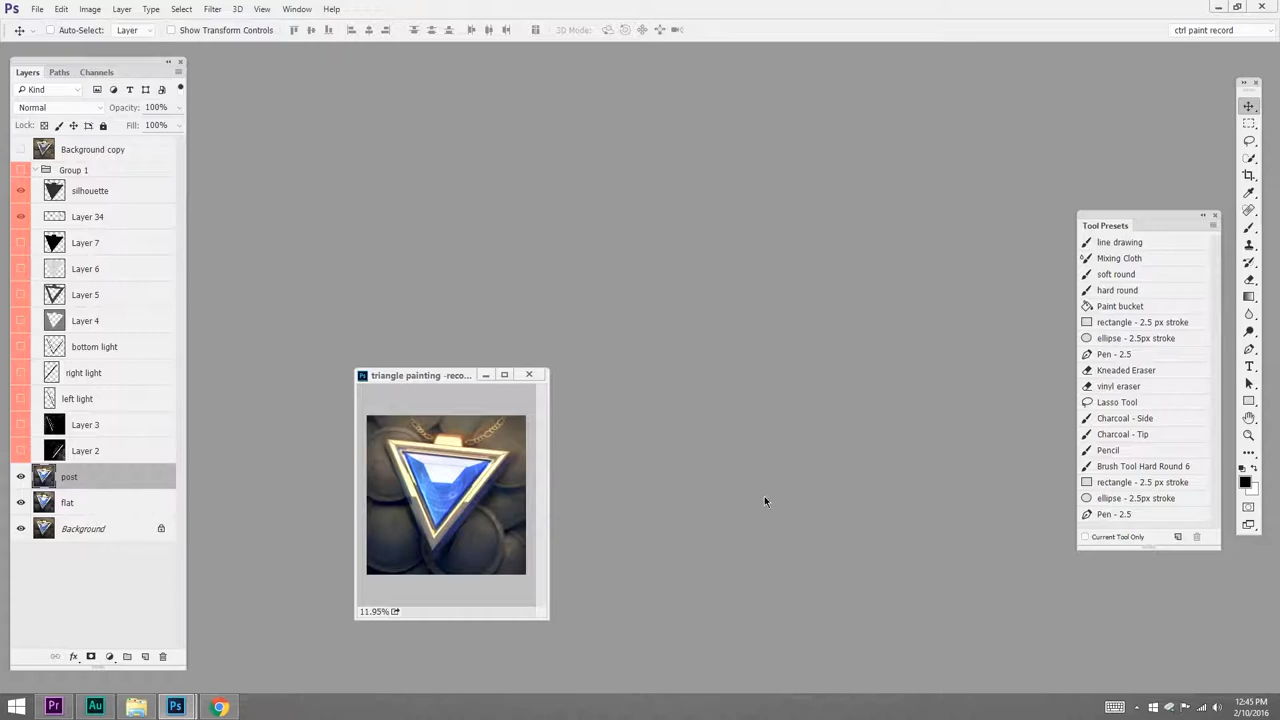 Ps File Edit Image Layer Type Select Filter 3D View Window Help
Auto-Select: Layer Show Transform Controls 3D Mode: ctrl paint record
Layers Paths Channels
Kind
Normal Opacity: 100%
Lock: Fill: 100%
Background copy
Group 1
silhouette
Layer 34
Layer 7
Layer 6
Layer 5
Layer 4
bottom light
right light
left light
Layer 3
Layer 2
post
flat
Background
Ps triangle painting -reco...
11.95%
Tool Presets
line drawing
Mixing Cloth
soft round
hard round
Paint bucket
rectangle - 2.5 px stroke
ellipse - 2.5px stroke
Pen - 2.5
Kneaded Eraser
vinyl eraser
Lasso Tool
Charcoal - Side
Charcoal - Tip
Pencil
Brush Tool Hard Round 6
rectangle - 2.5 px stroke
ellipse - 2.5px stroke
Pen - 2.5
Current Tool Only
Pr Au Ps
12:45 PM
2/10/2016